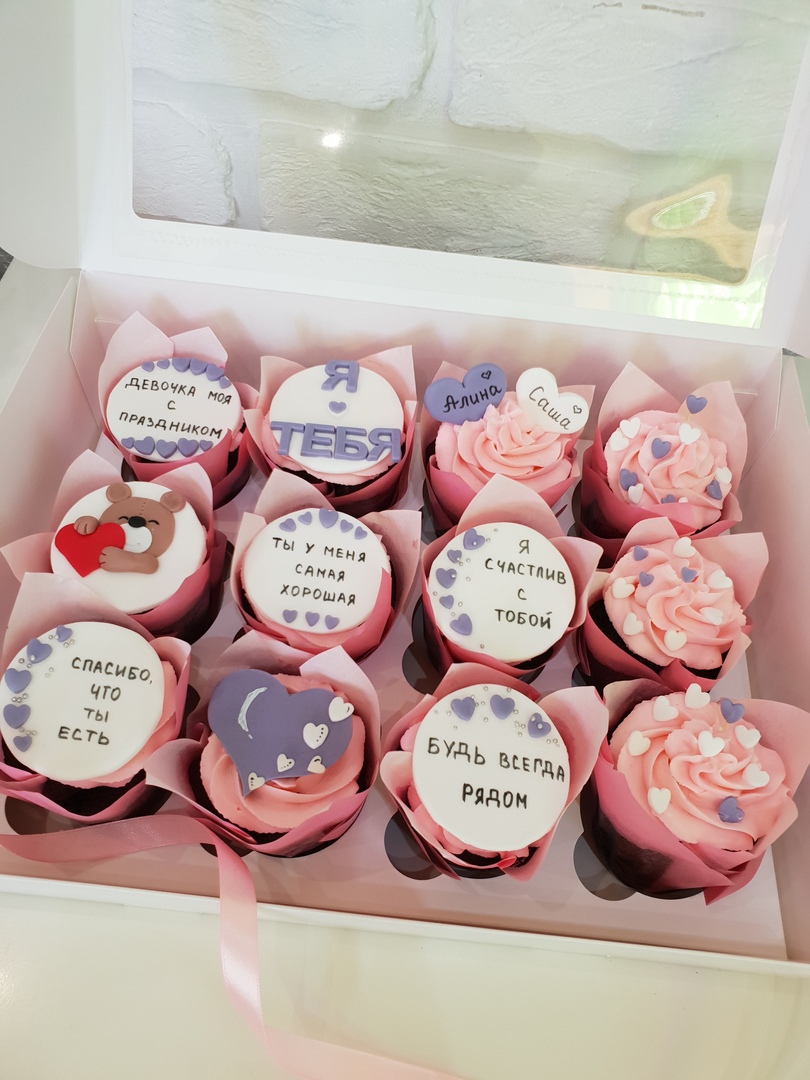 ДЕВОЧКА МОЯ
С
ПРАЗДНИКОМ
Я
ТЕБЯ
Алина
Саша
ТЫ У МЕНЯ
САМАЯ
ХОРОШАЯ
Я
СЧАСТЛИВ
С
ТОБОЙ
СПАСИБО,
ЧТО
ТЫ
ЕСТЬ
БУДЬ ВСЕГДА
РЯДОМ